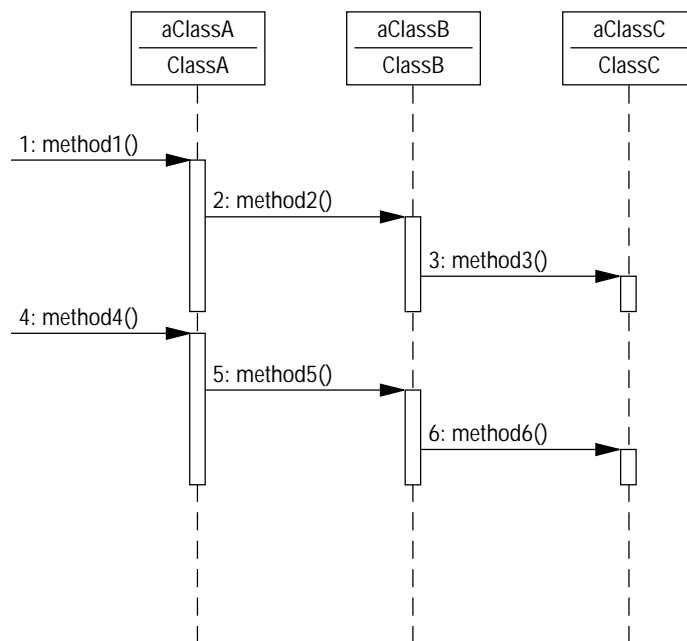 aClassA
ClassA
aClassB
ClassB
aClassC
ClassC
1: method1()
2: method2()
3: method3()
4: method4()
5: method5()
6: method6()